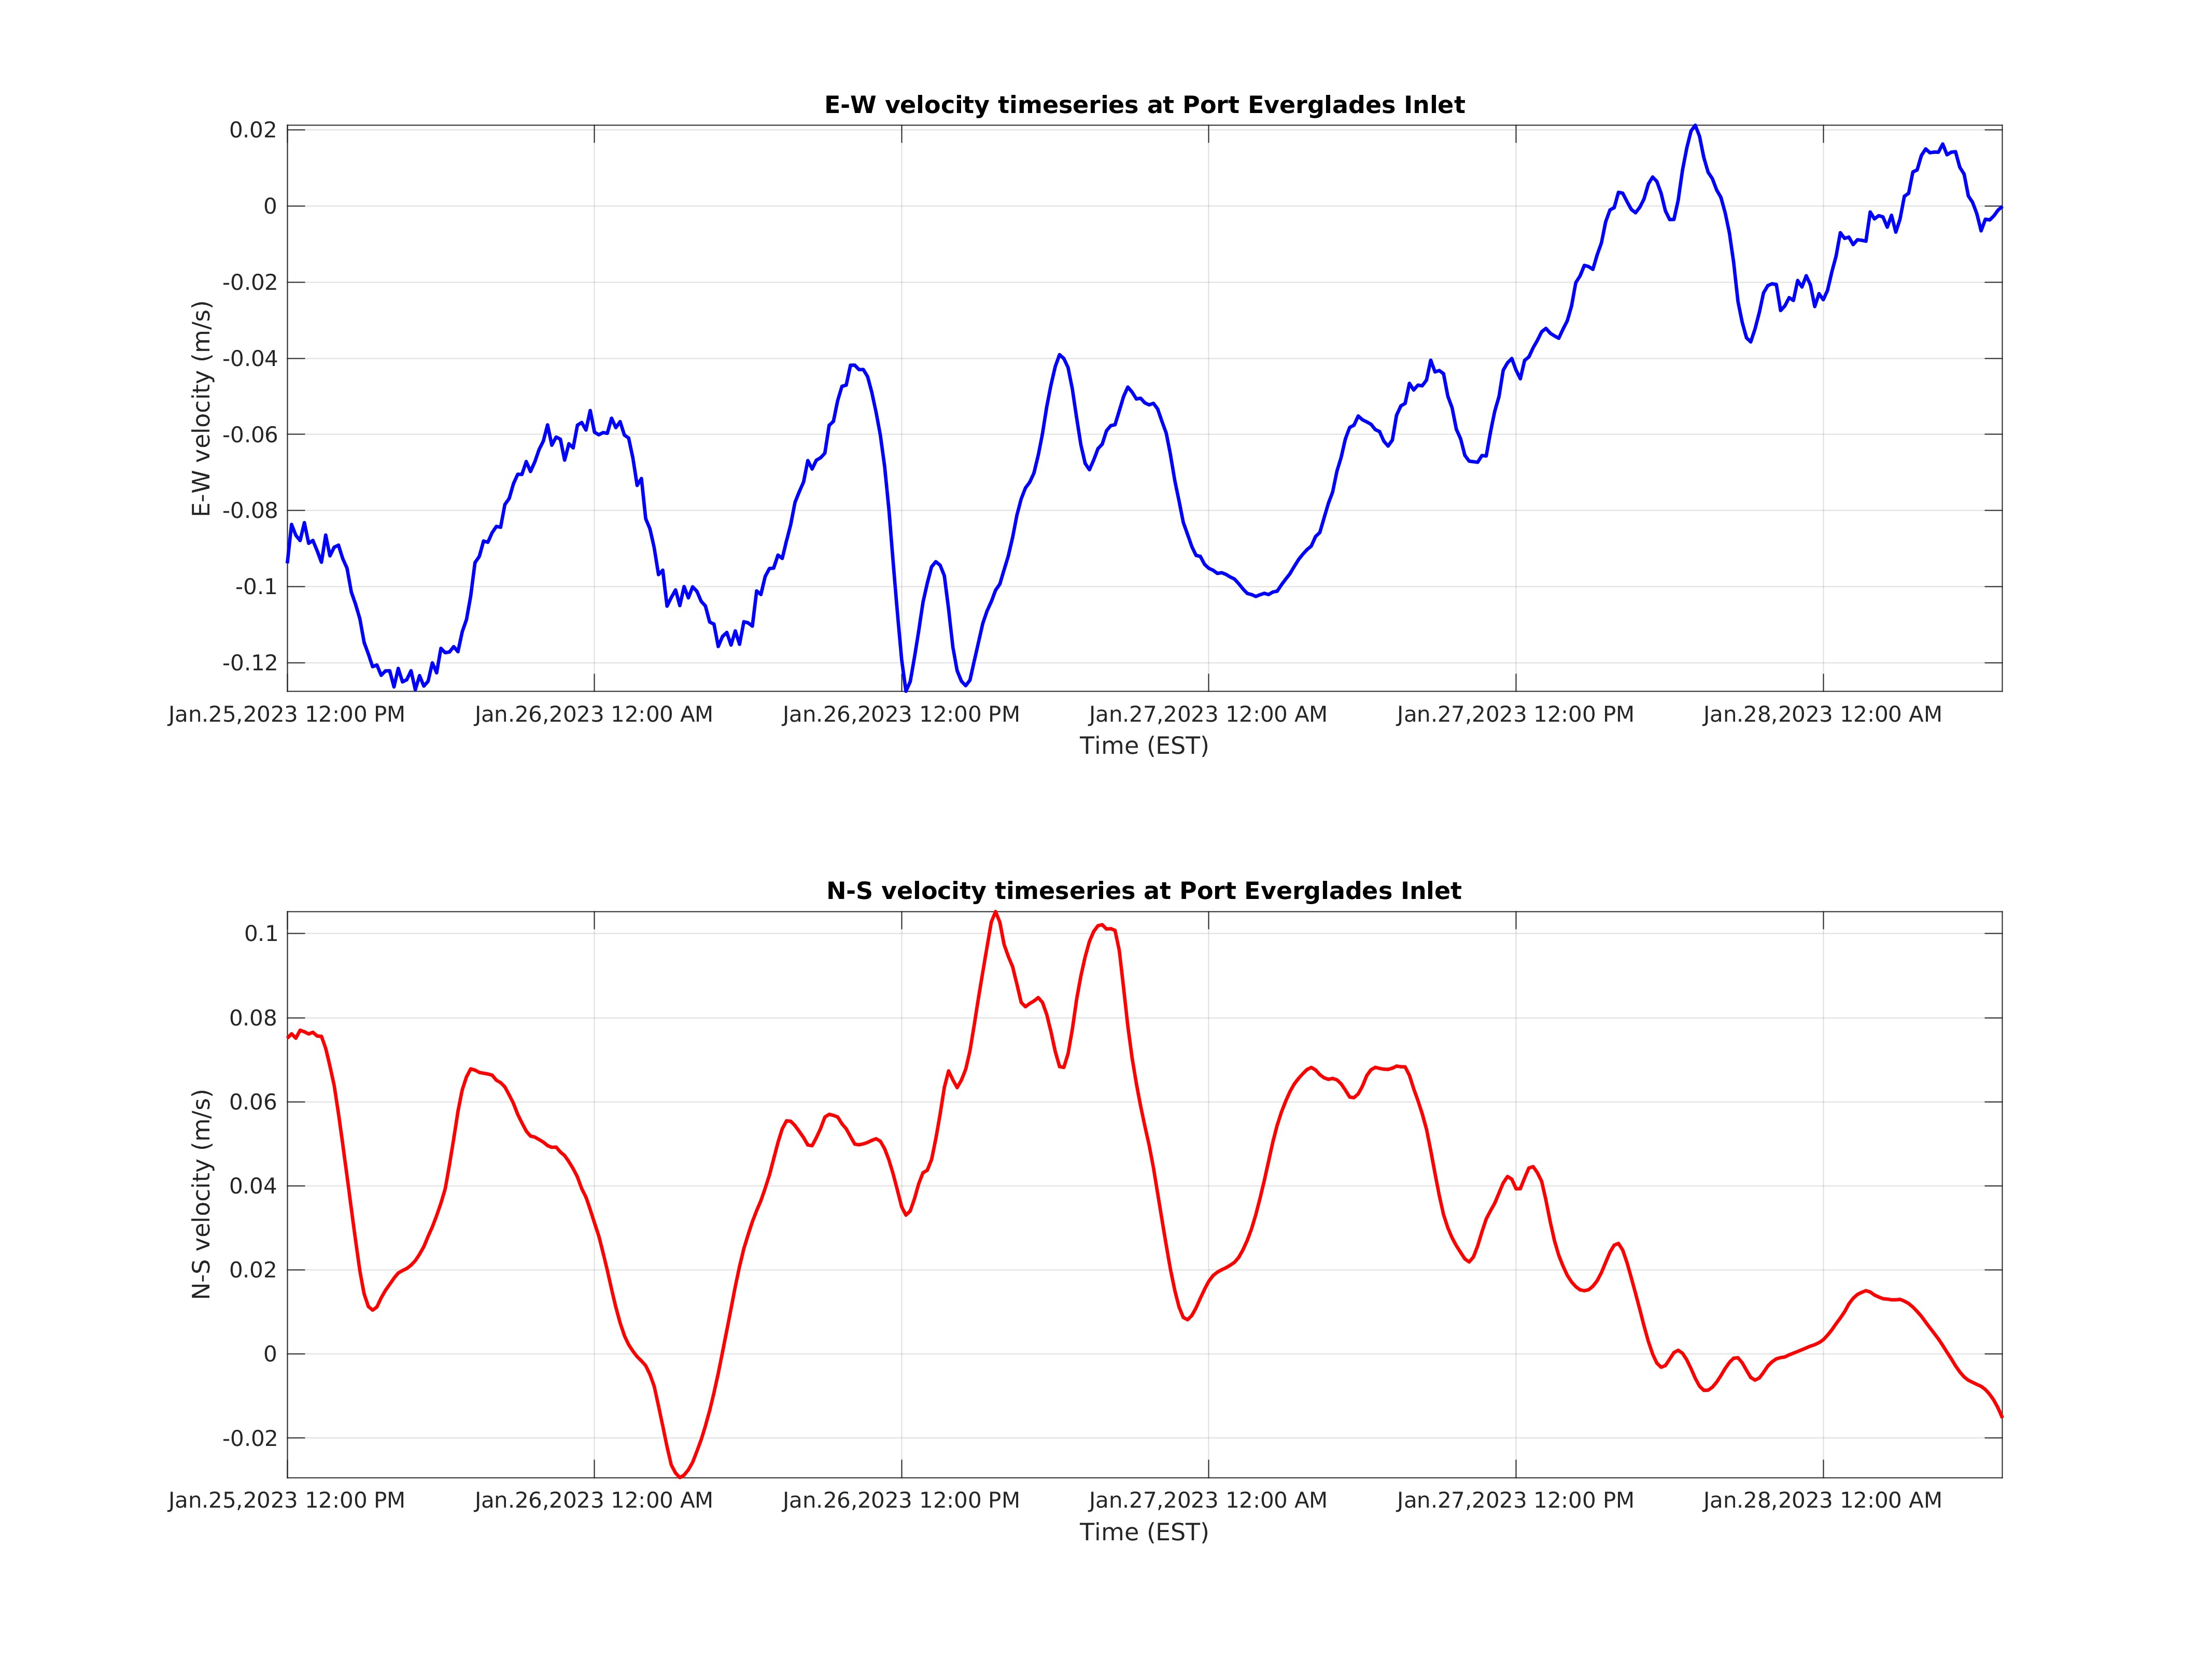 E-W velocity timeseries at Port Everglades Inlet
E-W velocity (m/s)
0.02
0
-0.02
-0.04
-0.06
-0.08
-0.1
-0.12
Jan.25,2023 12:00 PM Jan.26,2023 12:00 AM Jan.26,2023 12:00 PM Jan.27,2023 12:00 AM Jan.27,2023 12:00 PM Jan.28,2023 12:00 AM
Time (EST)
N-S velocity timeseries at Port Everglades Inlet
N-S velocity (m/s)
0.1
0.08
0.06
0.04
0.02
0
-0.02
Jan.25,2023 12:00 PM Jan.26,2023 12:00 AM Jan.26,2023 12:00 PM Jan.27,2023 12:00 AM Jan.27,2023 12:00 PM Jan.28,2023 12:00 AM
Time (EST)